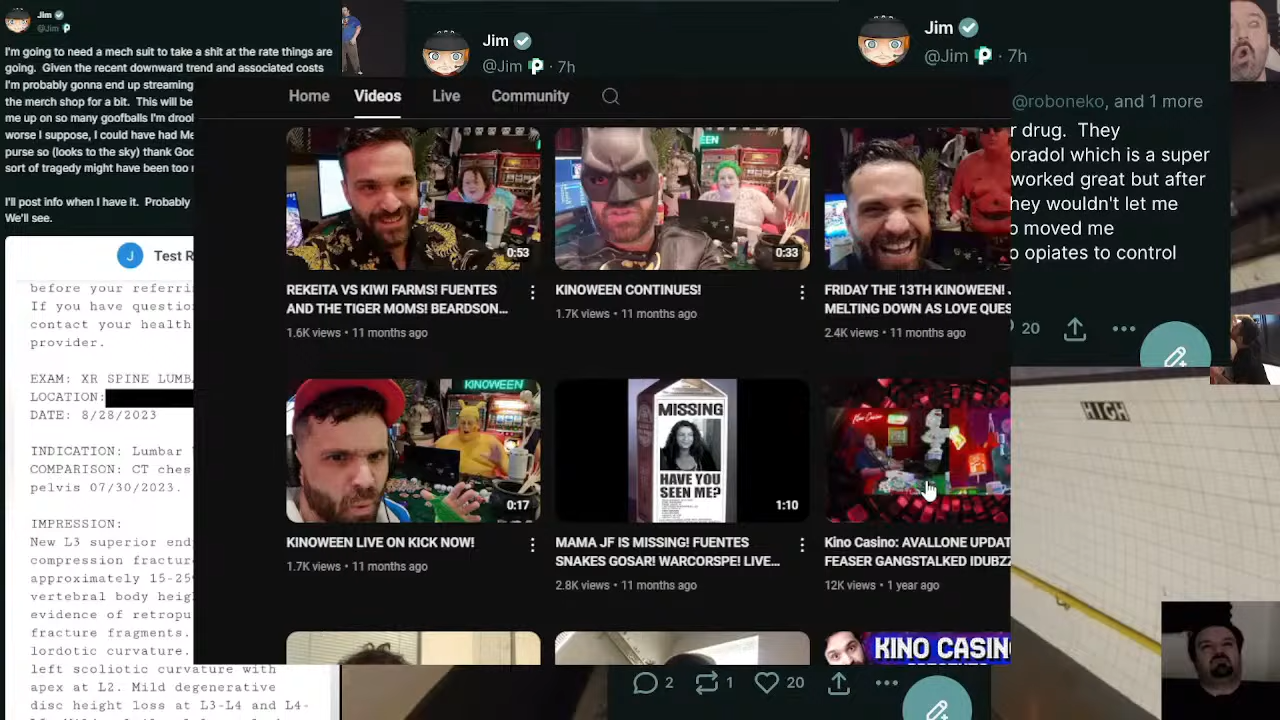 Jim
@Jim
I'm going to need a mech suit to take a shit at the rate things are
going. Given the recent downward trend and associated costs
I'm probably gonna end up streaming
the merch shop for a bit. This will be
me up on so many goofballs I'm drool
worse I suppose, I could have had Me
purse so (looks to the sky) thank God
sort of tragedy might have been too
I'll post info when I have it. Probably
We'll see.
J
Test R
before your referri
If you have questio
contact your health
provider.
EXAM: XR SPINE LUMB
LOCATION:
DATE: 8/28/2023
INDICATION: Lumbar
COMPARISON: CT ches
pelvis 07/30/2023.
IMPRESSION:
New L3 superior end
compression fractur
approximately 15-25
vertebral body heig
evidence of retropu
fracture fragments.
lordotic curvature.
left scoliotic curvature with
apex at L2. Mild degenerative
disc height loss at L3-L4 and L4-
Jim
@Jim · 7h
Home
Videos
Live
Community
0:53
REKEITA VS KIWI FARMS! FUENTES
AND THE TIGER MOMS! BEARDSON...
1.6K views • 11 months ago
EEN
0:33
KINOWEEN CONTINUES!
1.7K views • 11 months ago
FRIDAY THE 13TH KINOWEEN! J
MELTING DOWN AS LOVE QUES
2.4K views • 11 months ago
KINOWEEN
0:17
KINOWEEN LIVE ON KICK NOW!
1.7K views • 11 months ago
MISSING
HAVE YOU
SEEN ME?
1:10
MAMA JF IS MISSING! FUENTES
SNAKES GOSAR! WARCORSPE! LIVE...
2.8K views • 11 months ago
Kino Casino
Kino Casino: AVALLONE UPDAT
FEASER GANGSTALKED IDUBZZ
12K views • 1 year ago
KINO CASIN
2
1
20
Jim
@Jim · 7h
@roboneko, and 1 more
r drug. They
oradol which is a super
worked great but after
hey wouldn't let me
o moved me
o opiates to control
20
HIGH